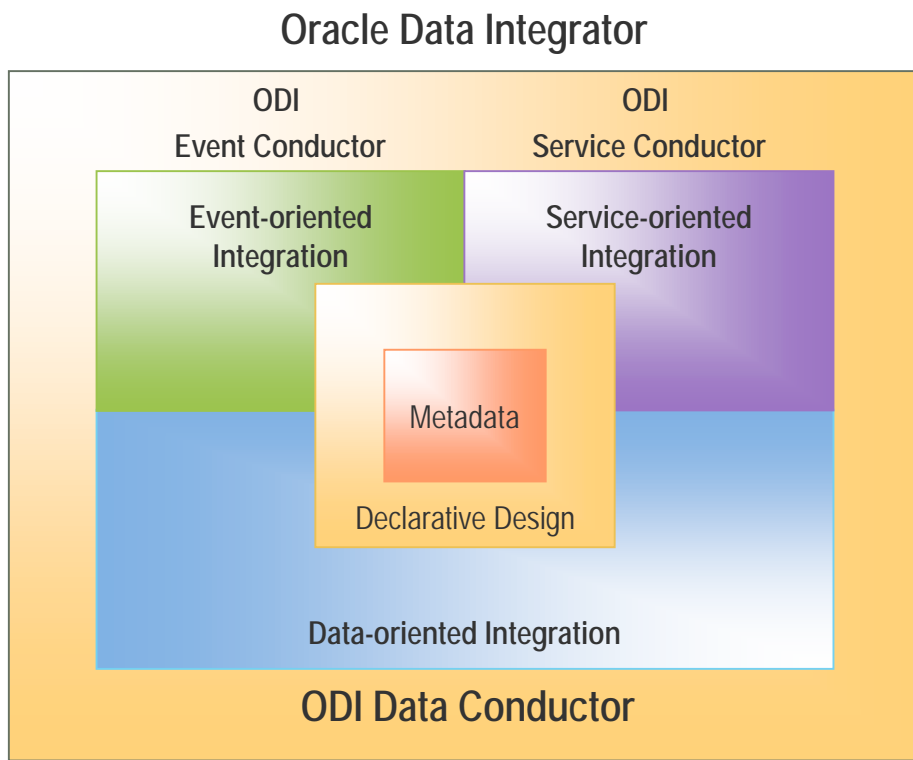 Oracle Data Integrator
ODI
Event Conductor
ODI
Service Conductor
Event-oriented
Integration
Service-oriented
Integration
Metadata
Declarative Design
Data-oriented Integration
ODI Data Conductor